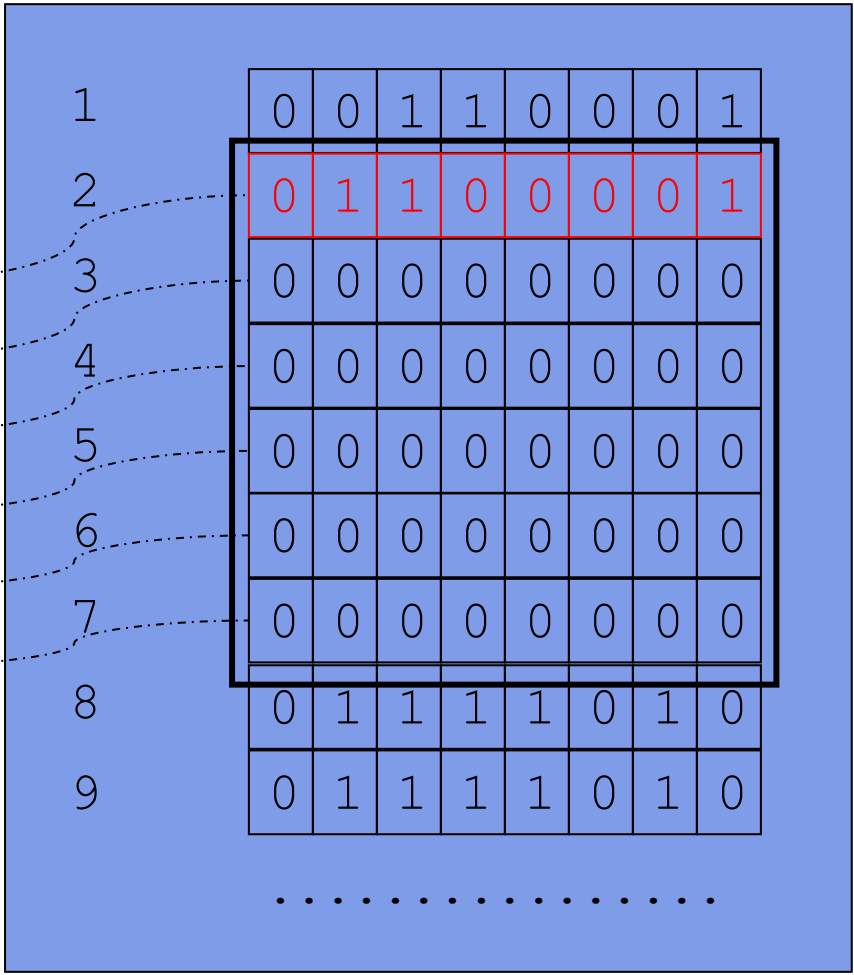 1 0 0 1 1 0 0 0 1
2 0 1 1 0 0 0 0 1
3 0 0 0 0 0 0 0 0
4 0 0 0 0 0 0 0 0
5 0 0 0 0 0 0 0 0
6 0 0 0 0 0 0 0 0
7 0 0 0 0 0 0 0 0
8 0 1 1 1 1 0 1 0
9 0 1 1 1 1 0 1 0
. . . . . . . . . . . . . . . .